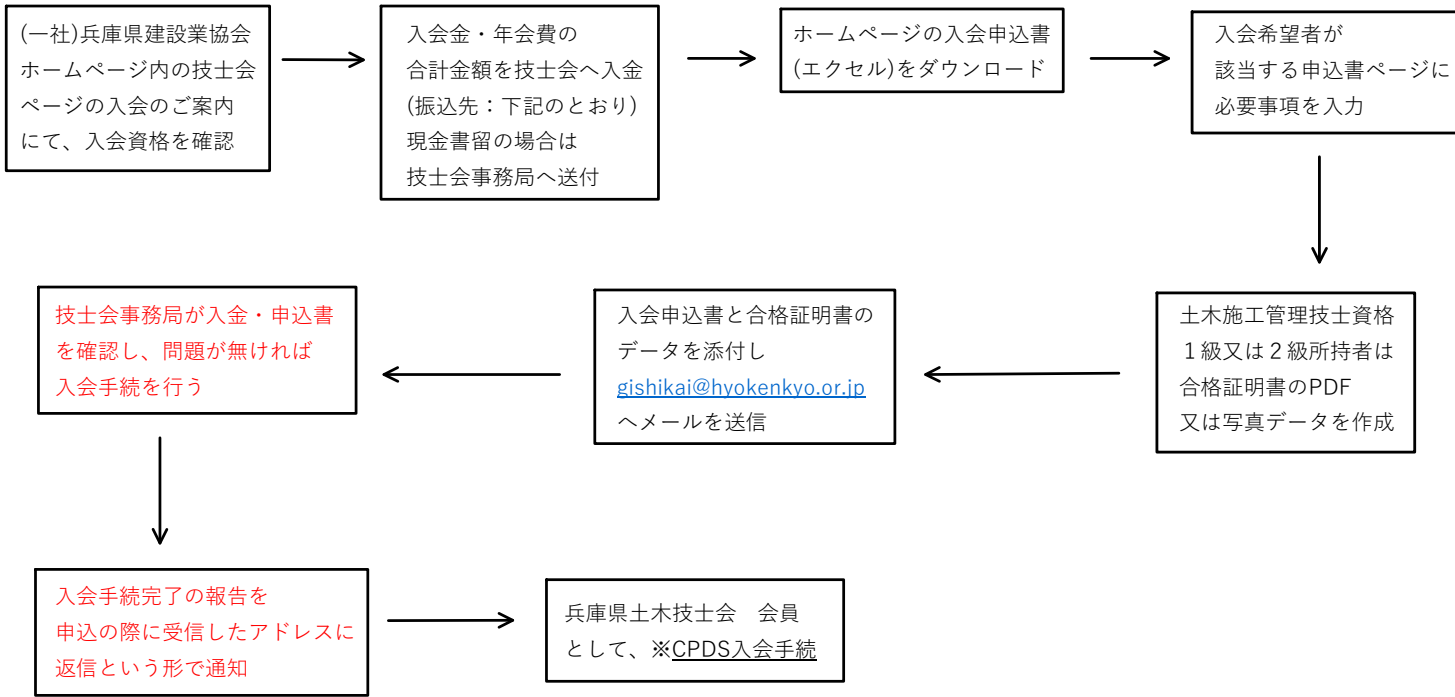 (一社)兵庫県建設業協会
ホームページ内の技士会
ページの入会のご案内
にて、入会資格を確認
入会金・年会費の
合計金額を技士会へ入金
(振込先：下記のとおり)
現金書留の場合は
技士会事務局へ送付
ホームページの入会申込書
(エクセル)をダウンロード
入会希望者が
該当する申込書ページに
必要事項を入力
土木施工管理技士資格
１級又は２級所持者は
合格証明書のPDF
又は写真データを作成
入会申込書と合格証明書の
データを添付し
gishikai@hyokenkyo.or.jp
へメールを送信
技士会事務局が入金・申込書
を確認し、問題が無ければ
入会手続を行う
入会手続完了の報告を
申込の際に受信したアドレスに
返信という形で通知
兵庫県土木技士会　会員
として、※CPDS入会手続